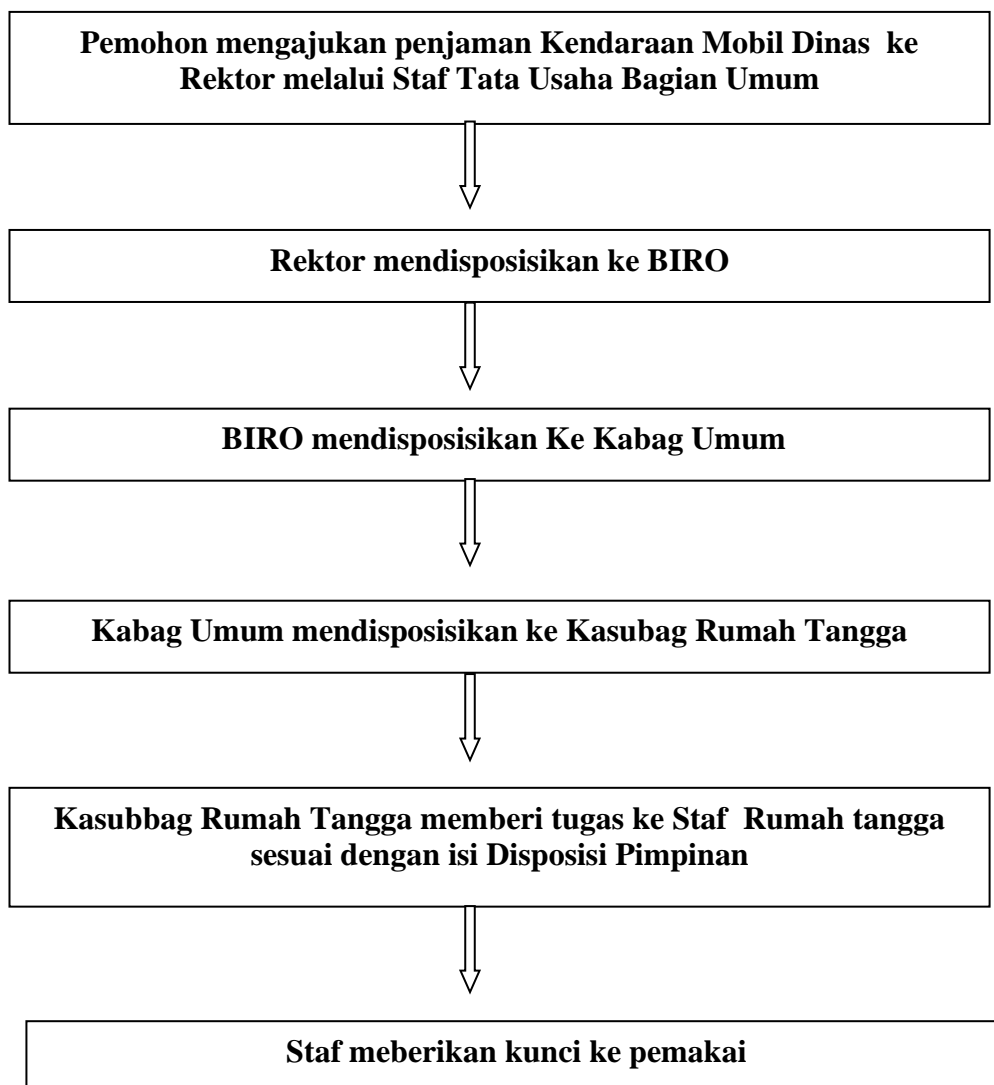 Pemohon mengajukan penjaman Kendaraan Mobil Dinas ke
Rektor melalui Staf Tata Usaha Bagian Umum
Rektor mendisposisikan ke BIRO
BIRO mendisposisikan Ke Kabag Umum
Kabag Umum mendisposisikan ke Kasubag Rumah Tangga
Kasubbag Rumah Tangga memberi tugas ke Staf Rumah tangga
sesuai dengan isi Disposisi Pimpinan
Staf meberikan kunci ke pemakai